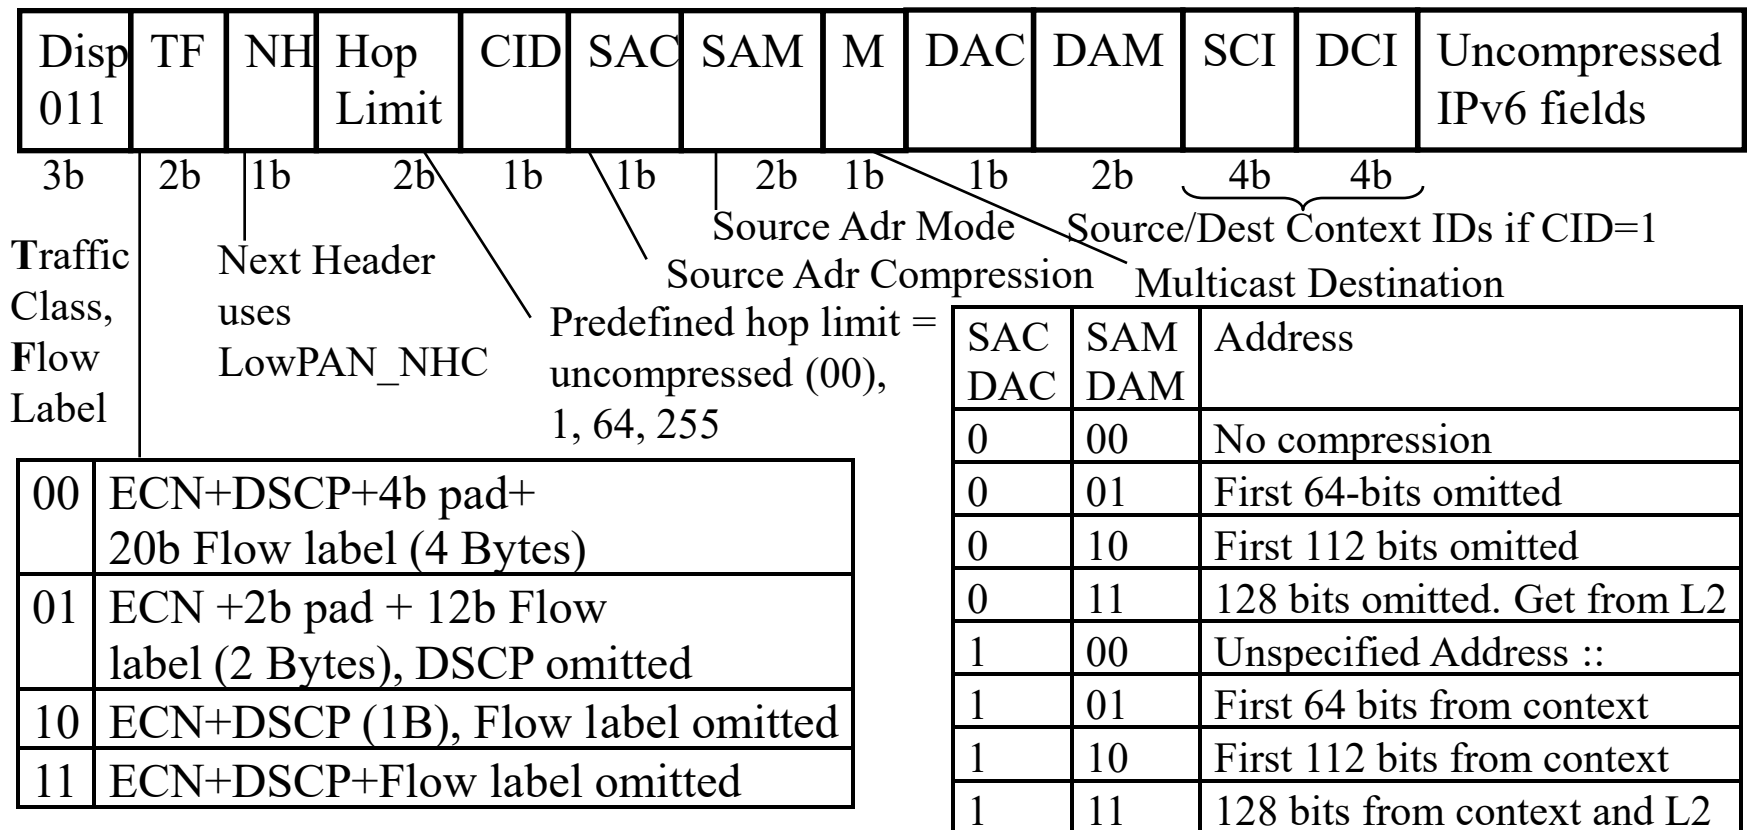 Disp TF NH Hop CID SAC SAM M DAC DAM SCI DCI Uncompressed
011 Limit IPv6 fields
3b 2b 1b 2b 1b 1b 2b 1b 1b 2b 4b 4b
Source Adr Mode
Source/Dest Context IDs if CID=1
Source Adr Compression
Multicast Destination
Traffic
Class,
Flow
Label
Next Header
uses
LowPAN_NHC
Predefined hop limit =
uncompressed (00),
1, 64, 255
00 ECN+DSCP+4b pad+
20b Flow label (4 Bytes)
01 ECN +2b pad + 12b Flow
label (2 Bytes), DSCP omitted
10 ECN+DSCP (1B), Flow label omitted
11 ECN+DSCP+Flow label omitted
SAC SAM Address
DAC DAM
0 00 No compression
0 01 First 64-bits omitted
0 10 First 112 bits omitted
0 11 128 bits omitted. Get from L2
1 00 Unspecified Address ::
1 01 First 64 bits from context
1 10 First 112 bits from context
1 11 128 bits from context and L2